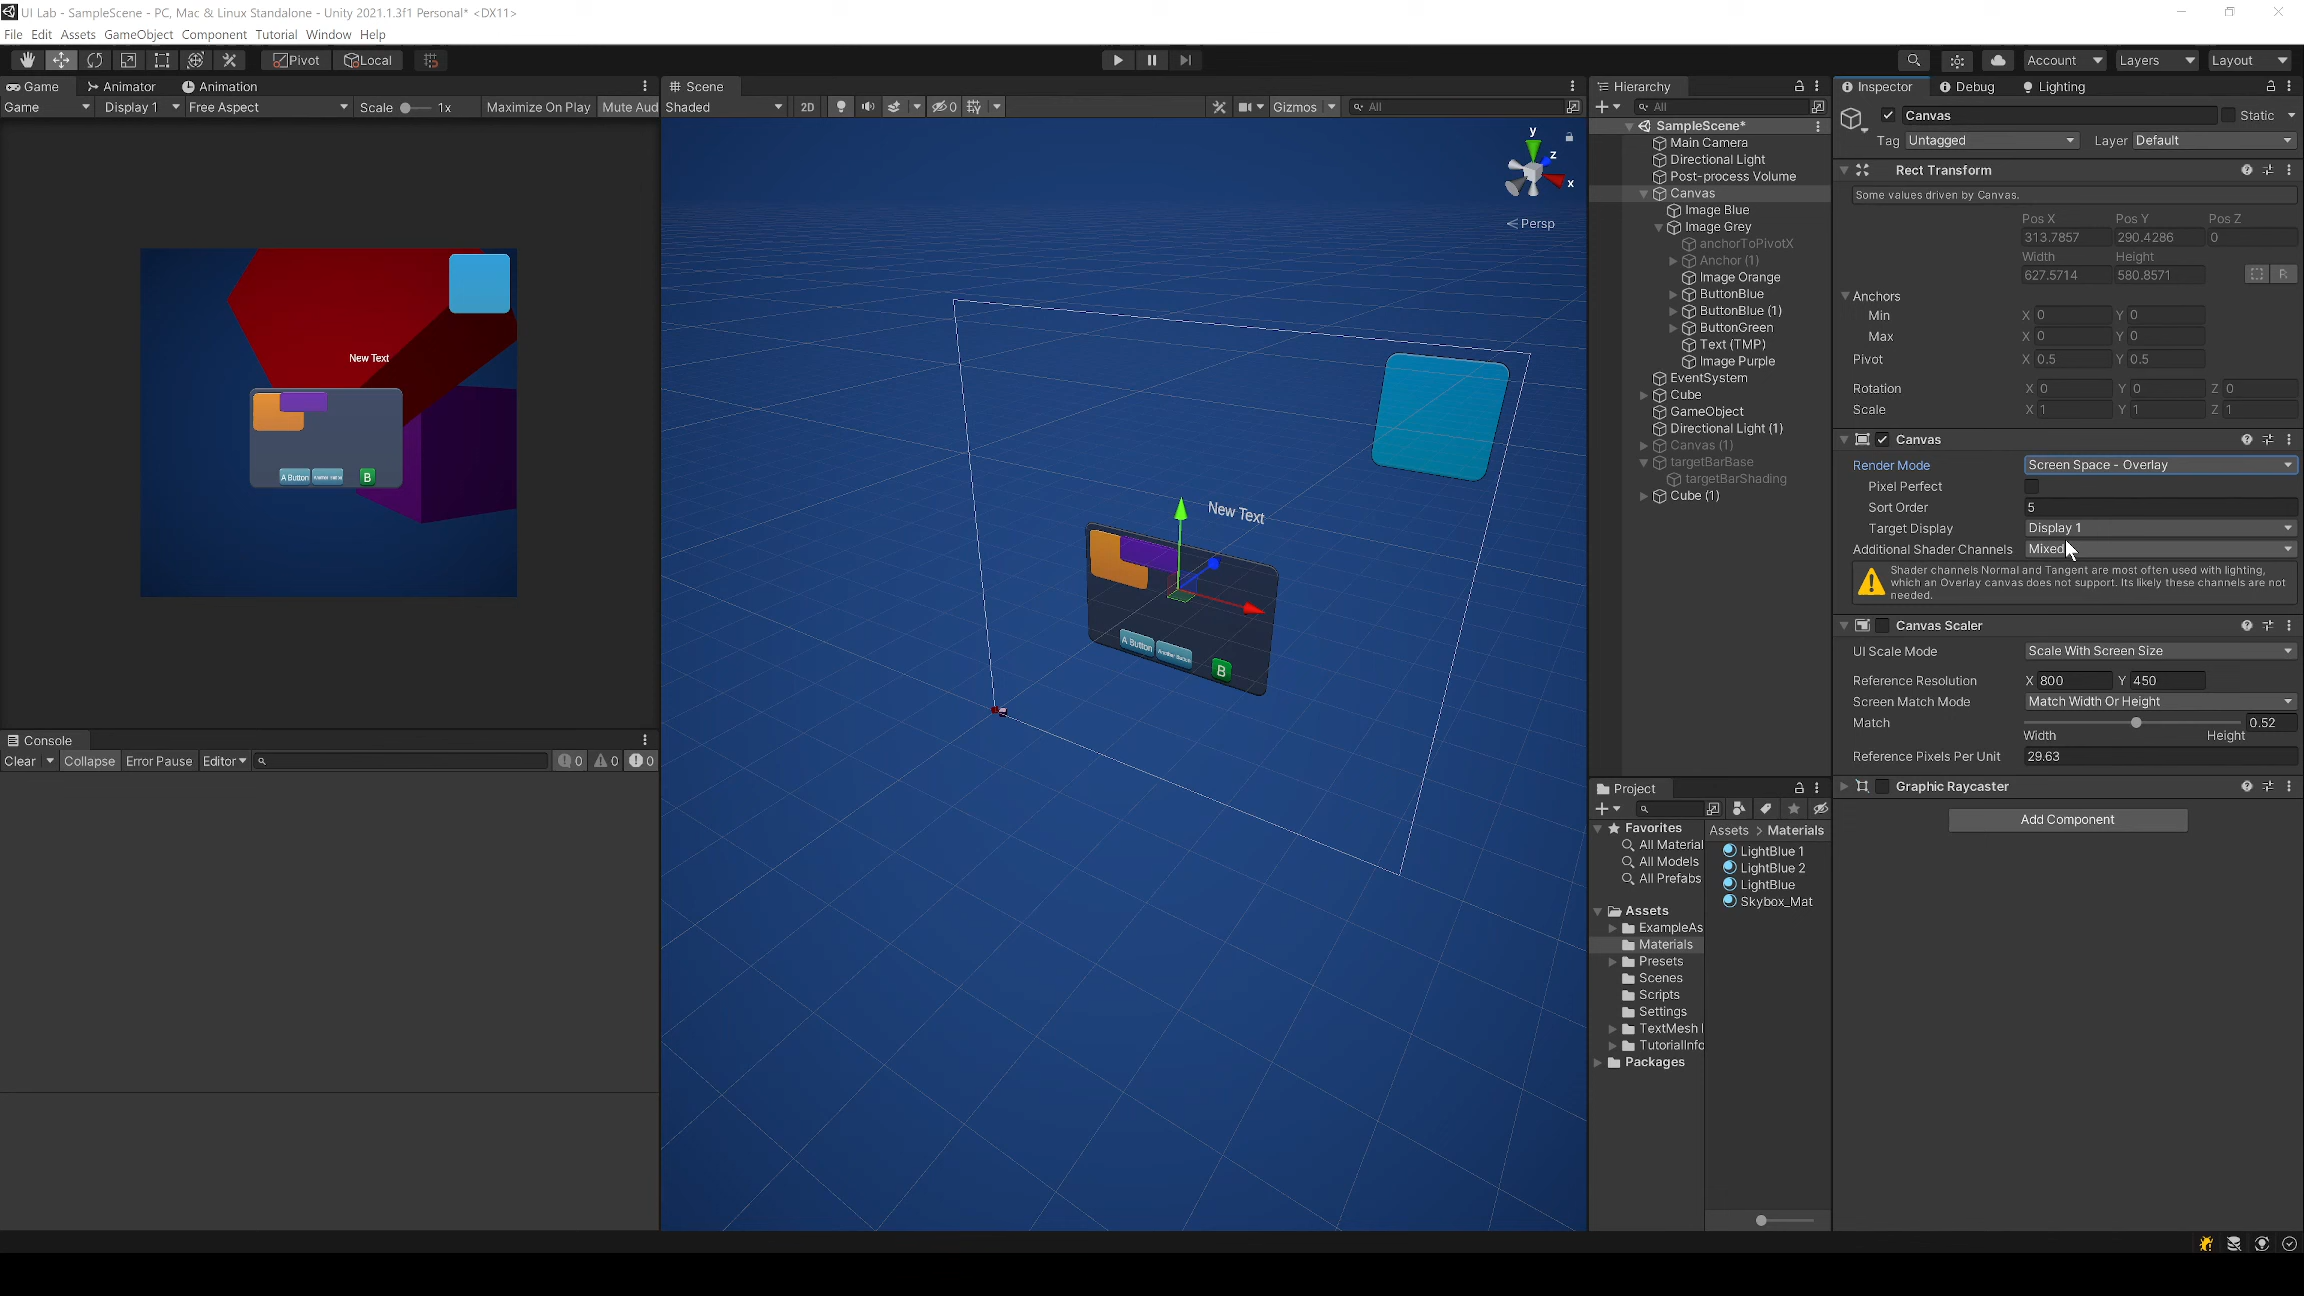 UI Lab - SampleScene - PC, Mac & Linux Standalone - Unity 2021.1.3f1 Personal* <DX11>
File Edit Assets GameObject Component Tutorial Window Help
Pivot Local Account Layers Layout
Game Animator Animation
Game Display 1 Free Aspect Scale 1x Maximize On Play Mute Aud
New Text
A Button
B
Console
Clear Collapse Error Pause Editor 0 0 0
Scene
Shaded 2D 0 Gizmos All
y
z
x
Persp
New Text
A Button
Another Button
B
Hierarchy
All
SampleScene*
Main Camera
Directional Light
Post-process Volume
Canvas
Image Blue
Image Grey
anchorToPivotX
Anchor (1)
Image Orange
ButtonBlue
ButtonBlue (1)
ButtonGreen
Text (TMP)
Image Purple
EventSystem
Cube
GameObject
Directional Light (1)
Canvas (1)
targetBarBase
targetBarShading
Cube (1)
Project
Favorites
All Material
All Models
All Prefabs
Assets
ExampleAs
Materials
Presets
Scenes
Scripts
Settings
TextMesh
TutorialInfo
Packages
Assets > Materials
LightBlue 1
LightBlue 2
LightBlue
Skybox_Mat
Inspector Debug Lighting
Canvas Static
Tag Untagged Layer Default
Rect Transform
Some values driven by Canvas.
Pos X Pos Y Pos Z
313.7857 290.4286 0
Width Height
627.5714 580.8571 R
Anchors
Min X 0 Y 0
Max X 0 Y 0
Pivot X 0.5 Y 0.5
Rotation X 0 Y 0 Z 0
Scale X 1 Y 1 Z 1
Canvas
Render Mode Screen Space - Overlay
Pixel Perfect
Sort Order 5
Target Display Display 1
Additional Shader Channels Mixed
Shader channels Normal and Tangent are most often used with lighting,
which an Overlay canvas does not support. Its likely these channels are not
needed.
Canvas Scaler
UI Scale Mode Scale With Screen Size
Reference Resolution X 800 Y 450
Screen Match Mode Match Width Or Height
Match 0.52
Width Height
Reference Pixels Per Unit 29.63
Graphic Raycaster
Add Component